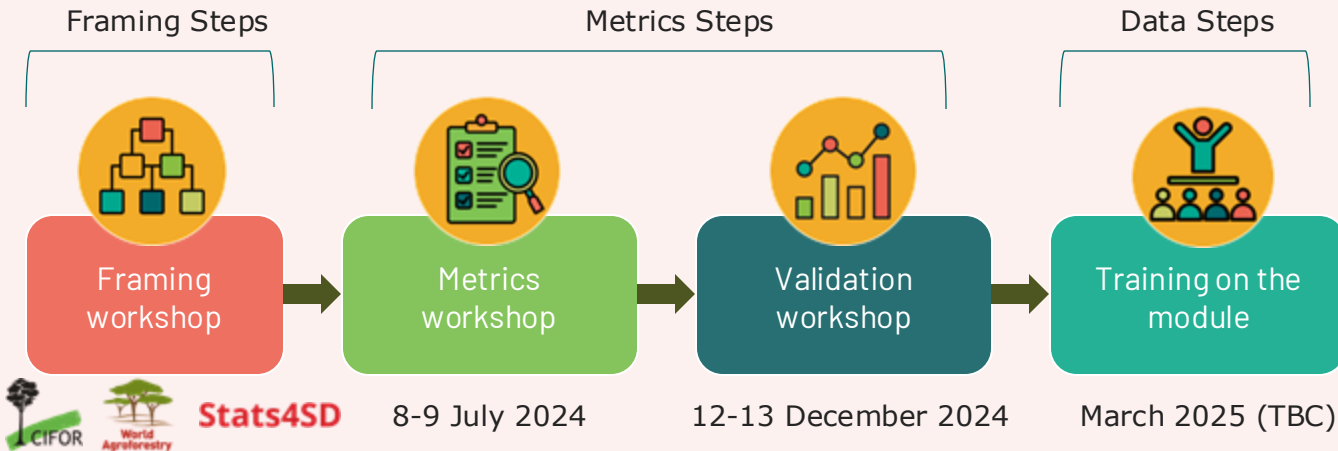 Framing Steps
Metrics Steps
Data Steps
Framing
workshop
Metrics
workshop
Validation
workshop
Training on the
module
CIFOR
World
Agroforestry
Stats4SD
8-9 July 2024
12-13 December 2024
March 2025 (TBC)